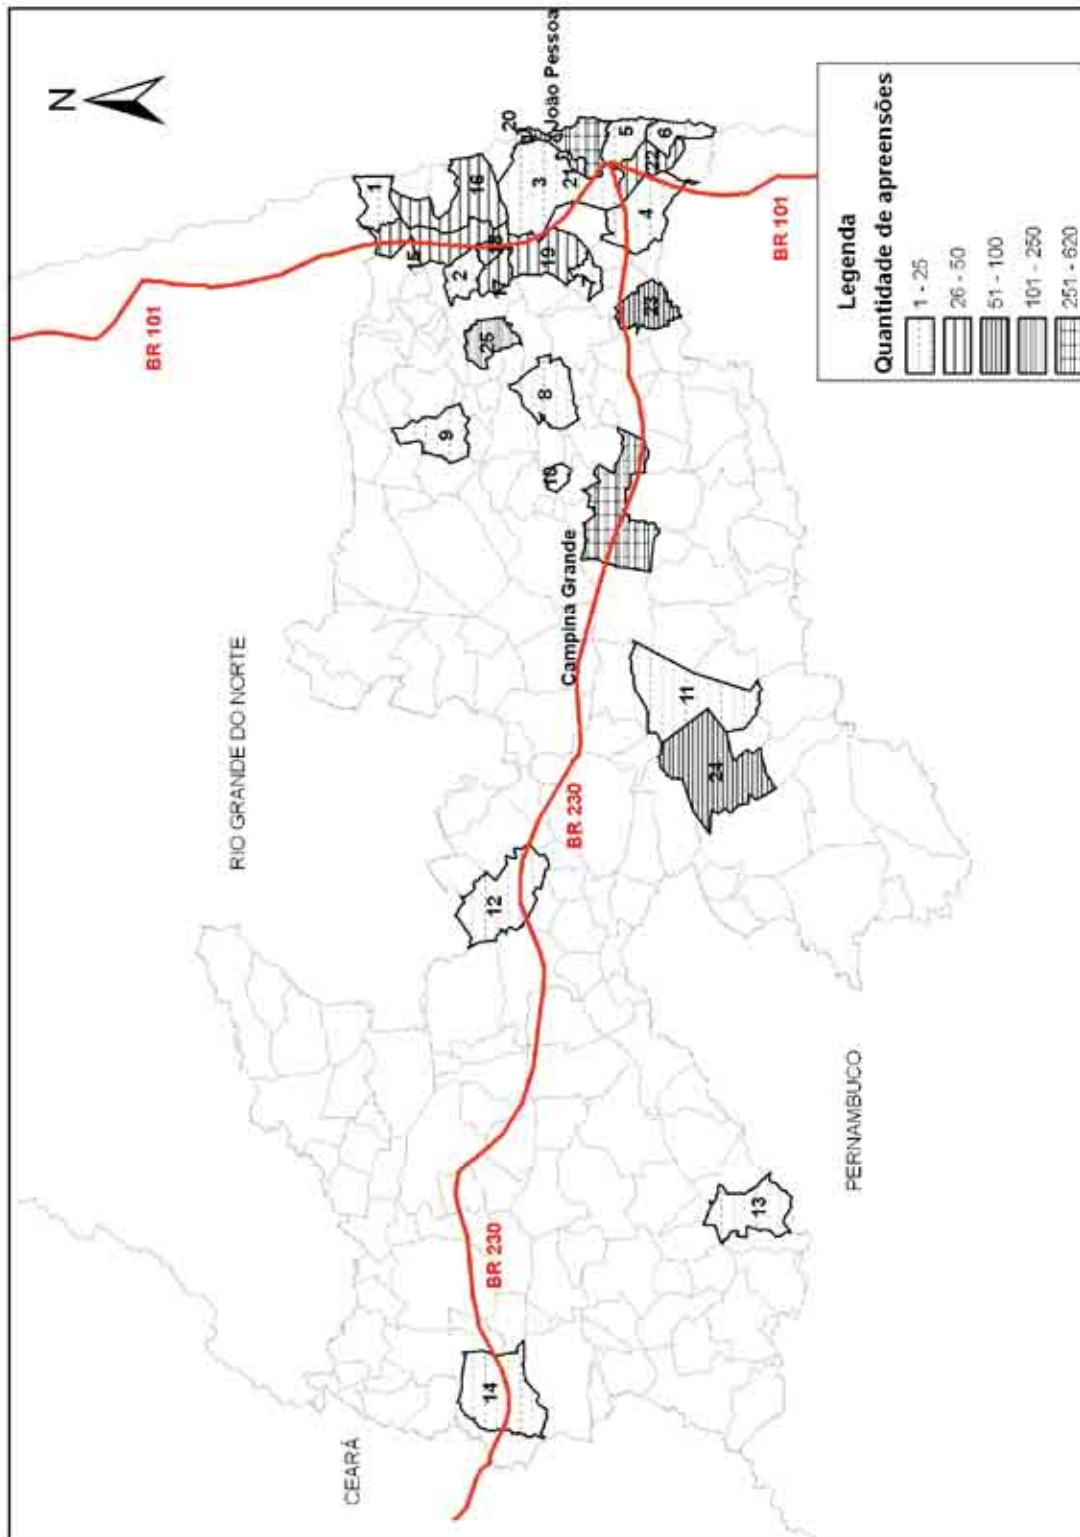 N
João Pessoa
20
1
16
3
21
5
6
22
4
15
2
18
17
19
23
25
8
9
10
BR 101
BR 101
Campina Grande
RIO GRANDE DO NORTE
11
24
BR 230
12
PERNAMBUCO
13
BR 230
14
CEARÁ
Legenda
Quantidade de apreensões
1 - 25
26 - 50
51 - 100
101 - 250
251 - 620